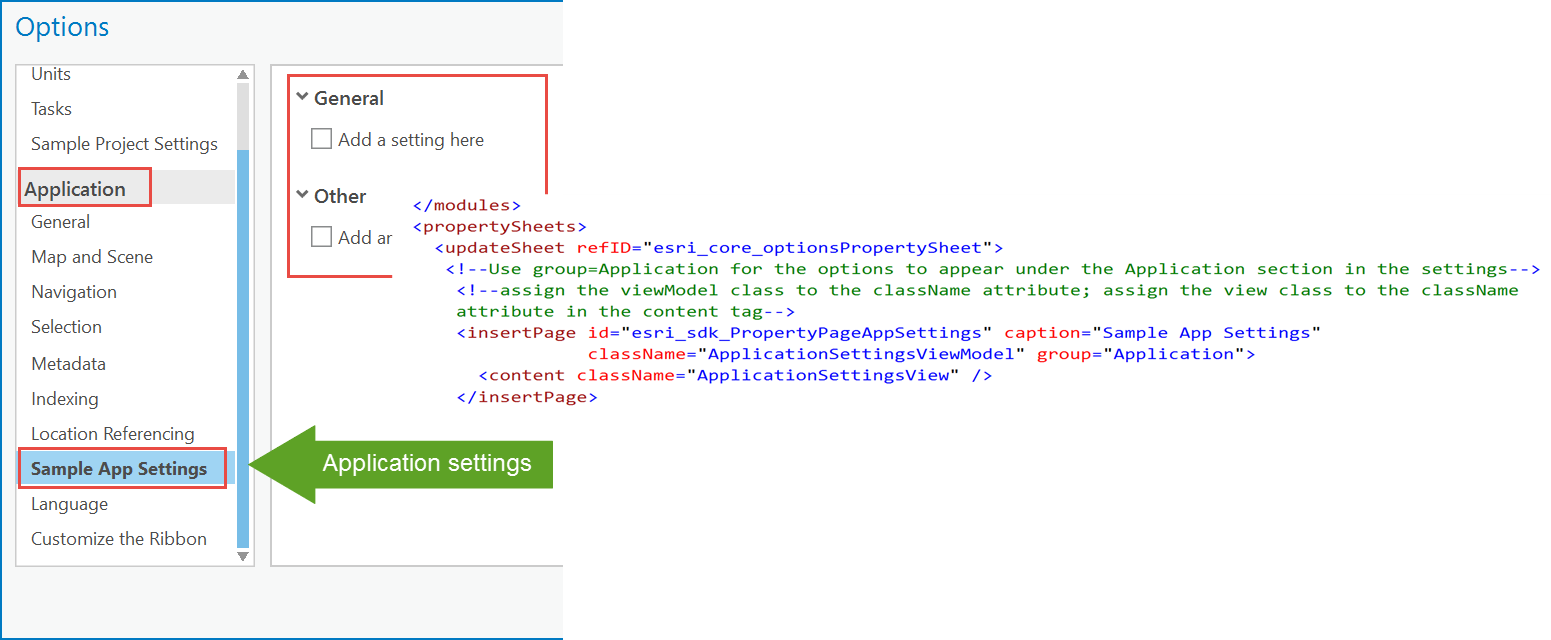 Options
Units
Tasks
Sample Project Settings
Application
General
Map and Scene
Navigation
Selection
Metadata
Indexing
Location Referencing
Sample App Settings
Language
Customize the Ribbon
General
Add a setting here
Other
Add ar
</modules>
<propertySheets>
<updateSheet refID="esri_core_optionsPropertySheet">
<!--Use group=Application for the options to appear under the Application section in the settings-->
<!--assign the viewModel class to the className attribute; assign the view class to the className
attribute in the content tag-->
<insertPage id="esri_sdk_PropertyPageAppSettings" caption="Sample App Settings"
className="ApplicationSettingsViewModel" group="Application">
<content className="ApplicationSettingsView" />
</insertPage>
Application settings